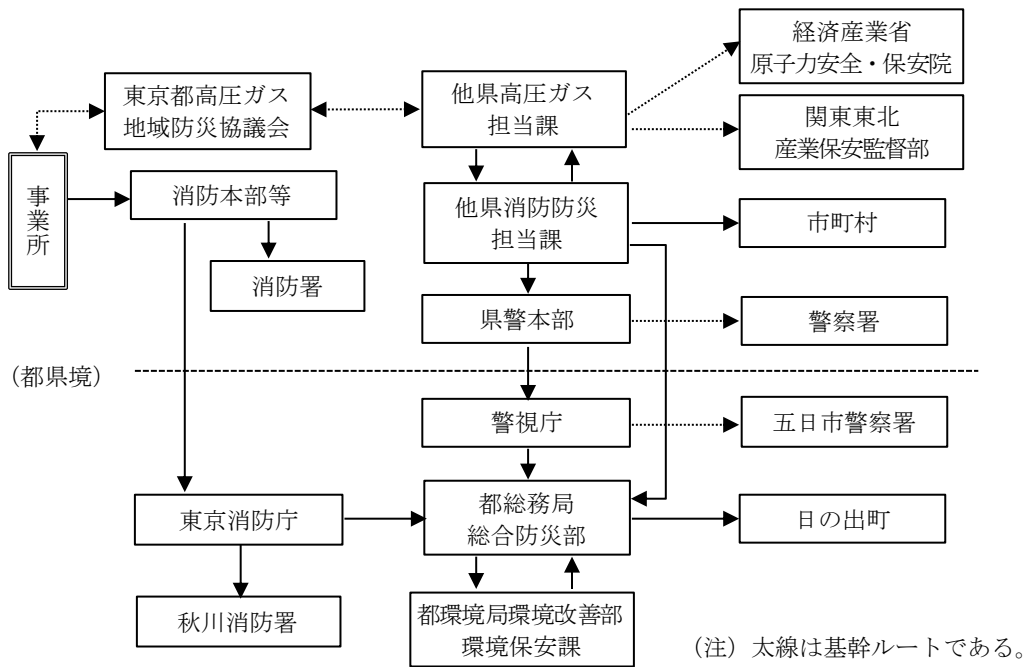 経済産業省
原子力安全・保安院
東京都高圧ガス
地域防災協議会
他県高圧ガス
担当課
関東東北
産業保安監督部
事業所
消防本部等
他県消防防災
担当課
市町村
消防署
県警本部
警察署
（都県境）
警視庁
五日市警察署
東京消防庁
都総務局
総合防災部
日の出町
秋川消防署
都環境局環境改善部
環境保安課
（注）太線は基幹ルートである。